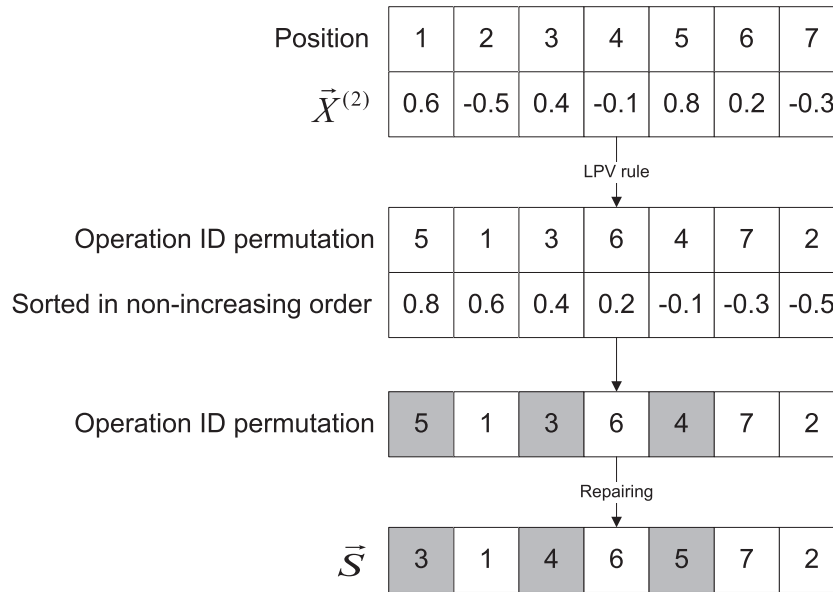 Position 1 2 3 4 5 6 7
X⃗⁽²⁾ 0.6 -0.5 0.4 -0.1 0.8 0.2 -0.3
LPV rule
Operation ID permutation 5 1 3 6 4 7 2
Sorted in non-increasing order 0.8 0.6 0.4 0.2 -0.1 -0.3 -0.5
Operation ID permutation 5 1 3 6 4 7 2
Repairing
S⃗ 3 1 4 6 5 7 2